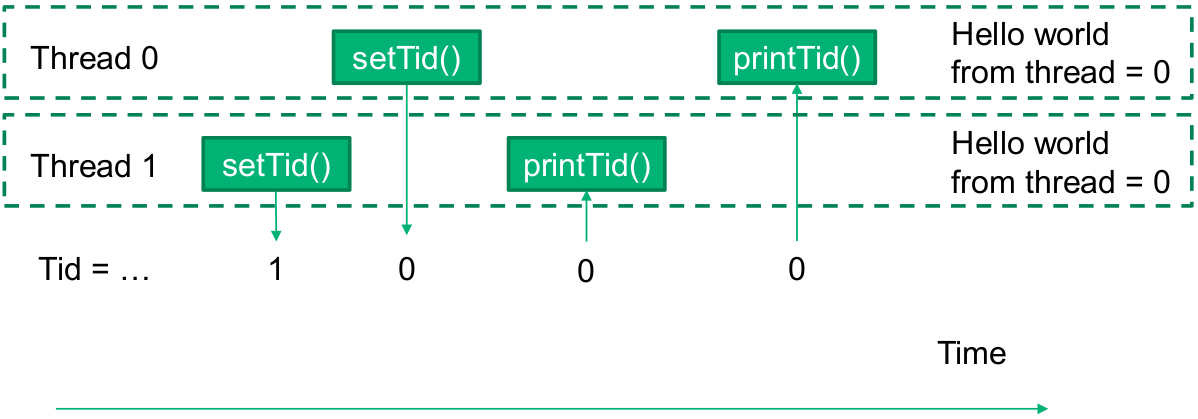 Thread 0
setTid()
printTid()
Hello world
from thread = 0
Thread 1
setTid()
printTid()
Hello world
from thread = 0
Tid = …
1
0
0
0
Time